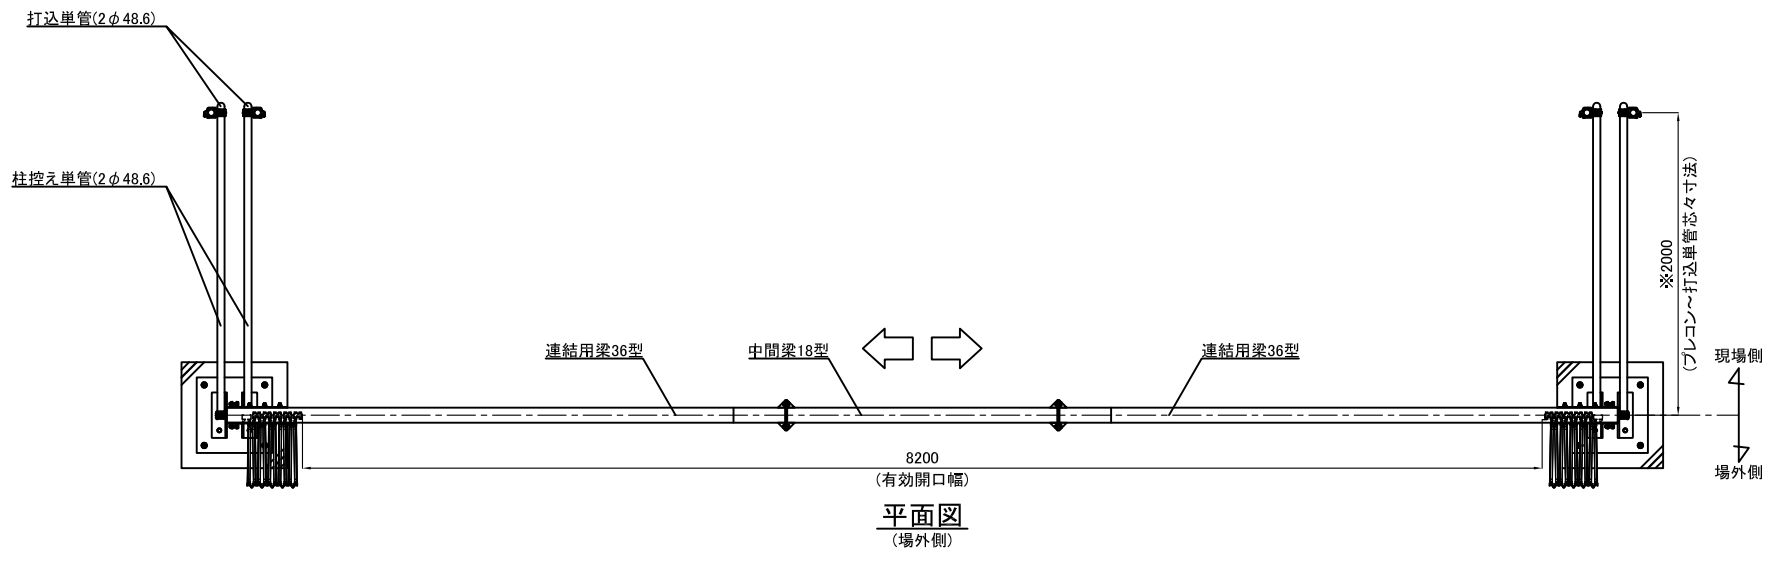 打込単管(2φ48.6)
柱控え単管(2φ48.6)
連結用梁36型
中間梁18型
連結用梁36型
※2000
(プレコン～打込単管芯々寸法)
現場側
場外側
8200
(有効開口幅)
平面図
(場外側)